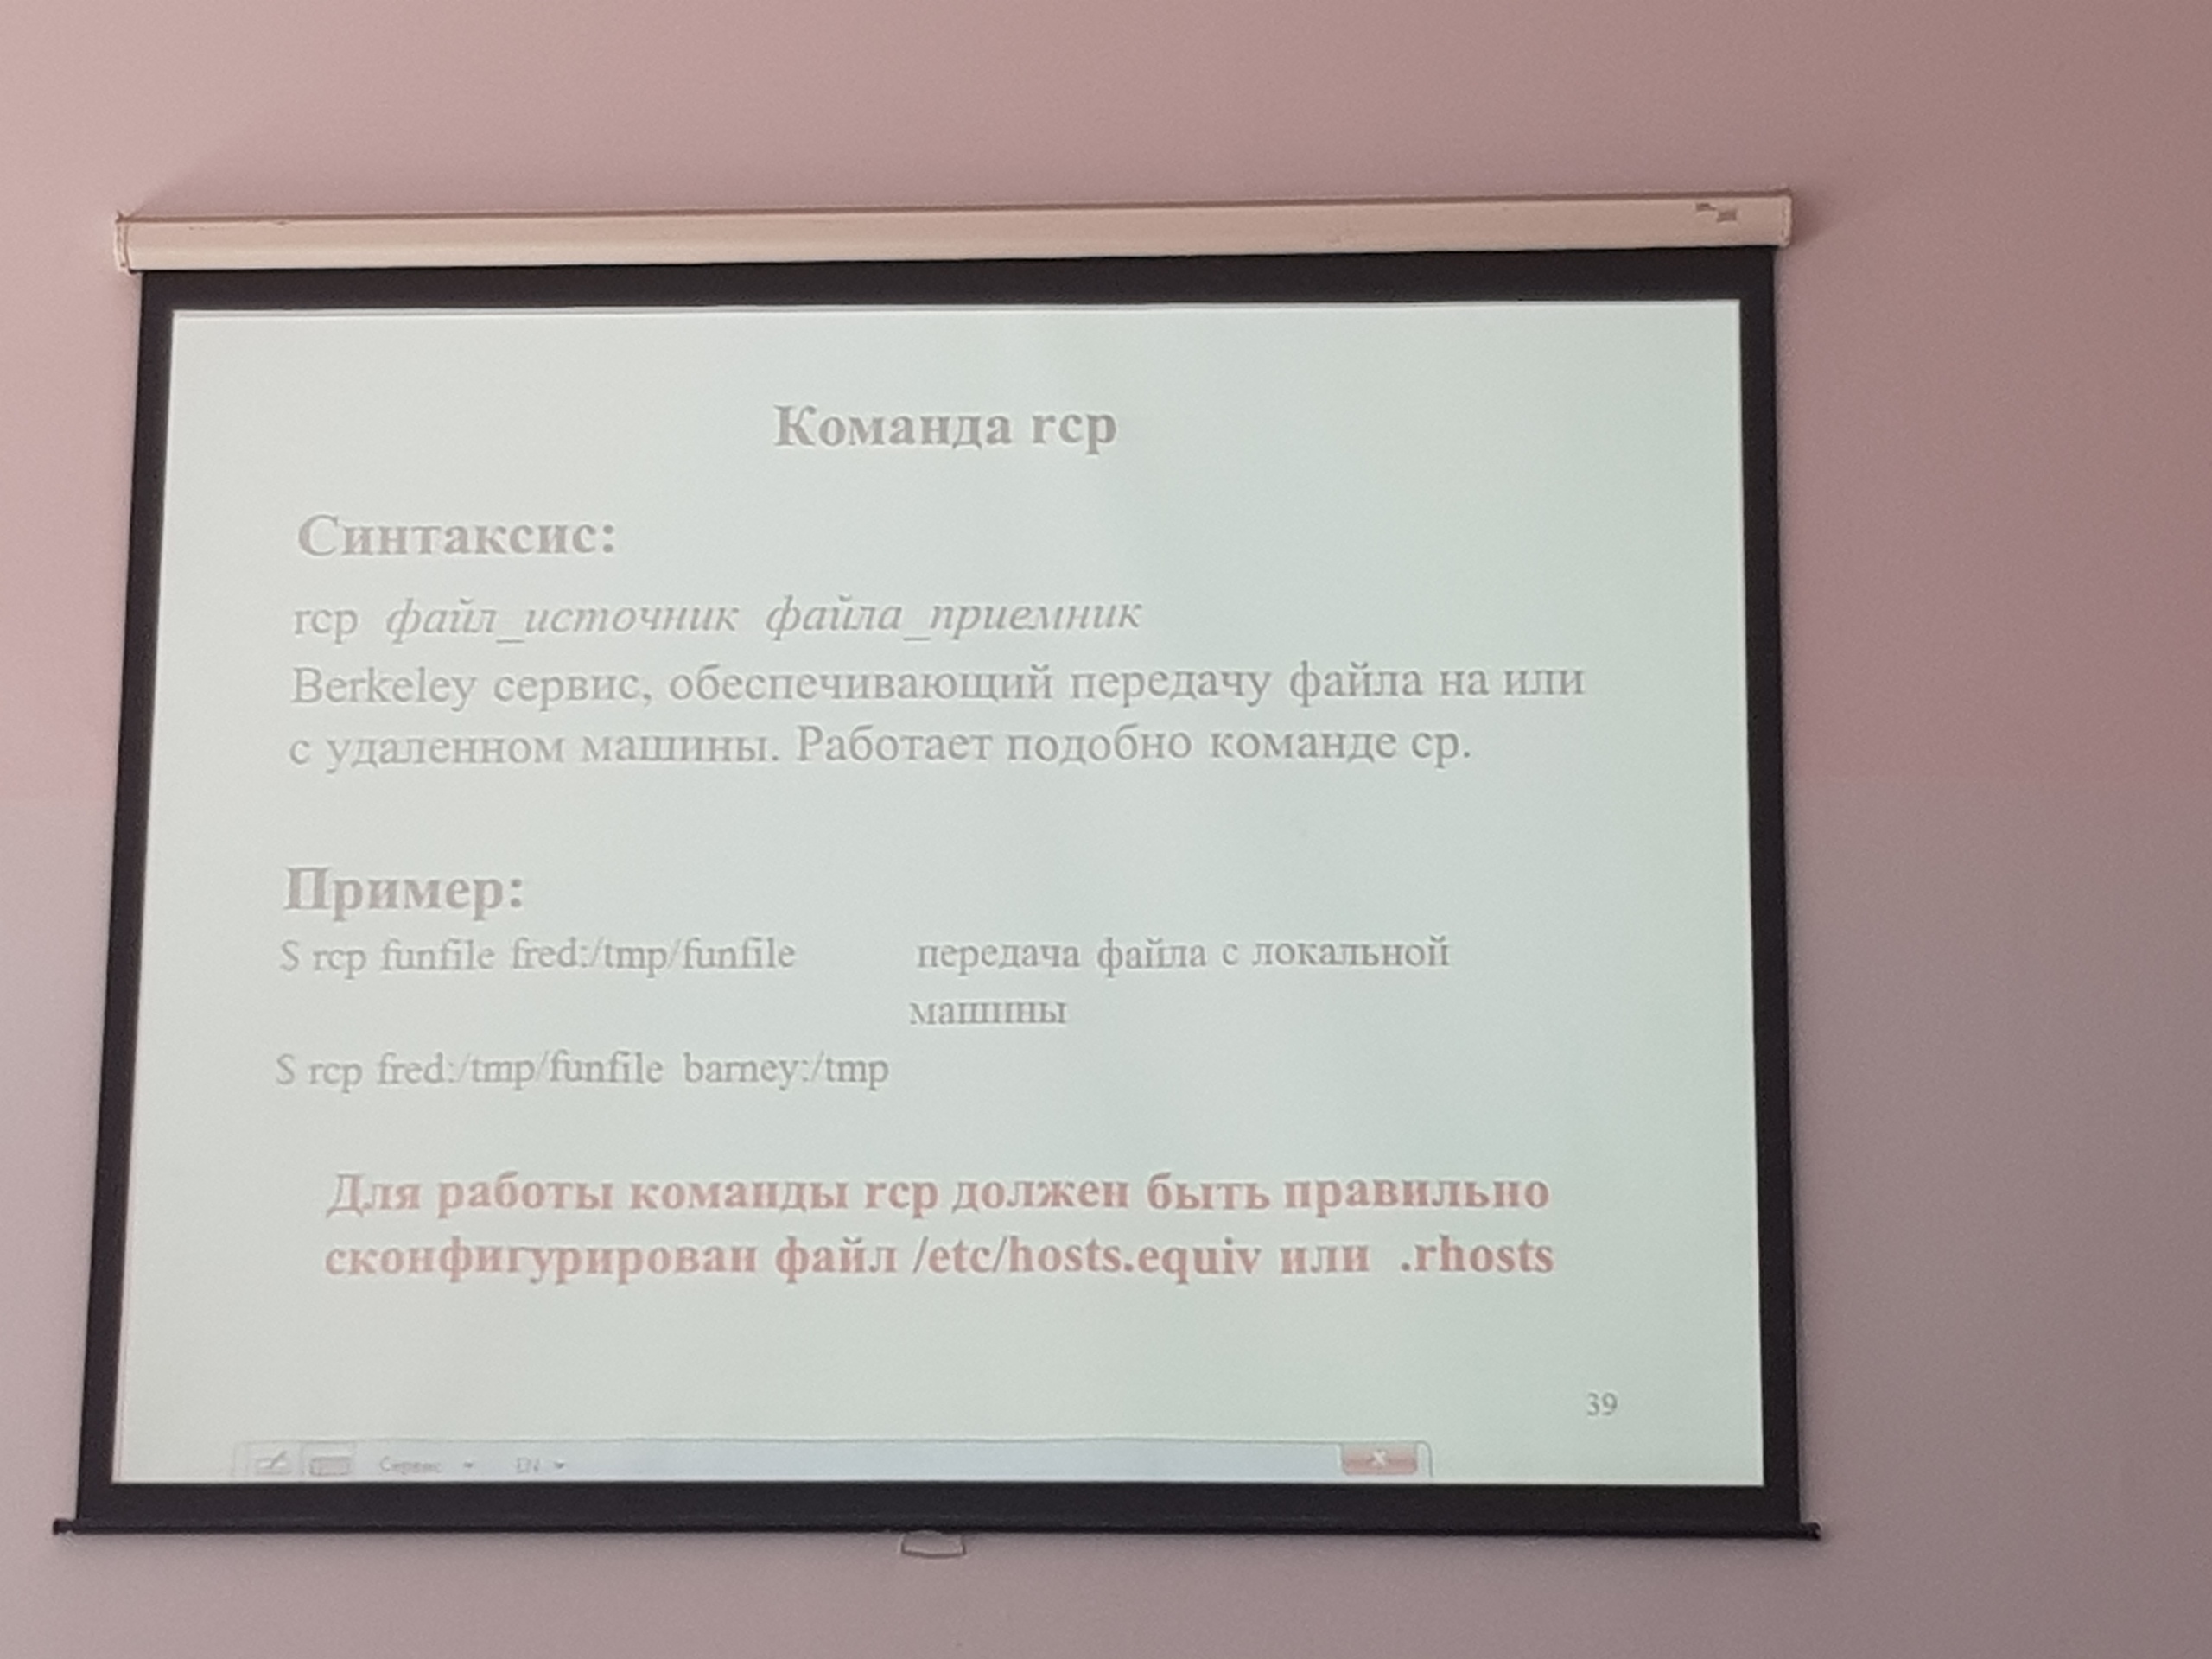 Команда rcp
Синтаксис:
rcp файл_источник файла_приемник
Berkeley сервис, обеспечивающий передачу файла на или
с удаленном машины. Работает подобно команде cp.
Пример:
$ rcp funfile fred:/tmp/funfile передача файла с локальной
машины
$ rcp fred:/tmp/funfile barney:/tmp
Для работы команды rcp должен быть правильно
сконфигурирован файл /etc/hosts.equiv или .rhosts
39
Сервис EN